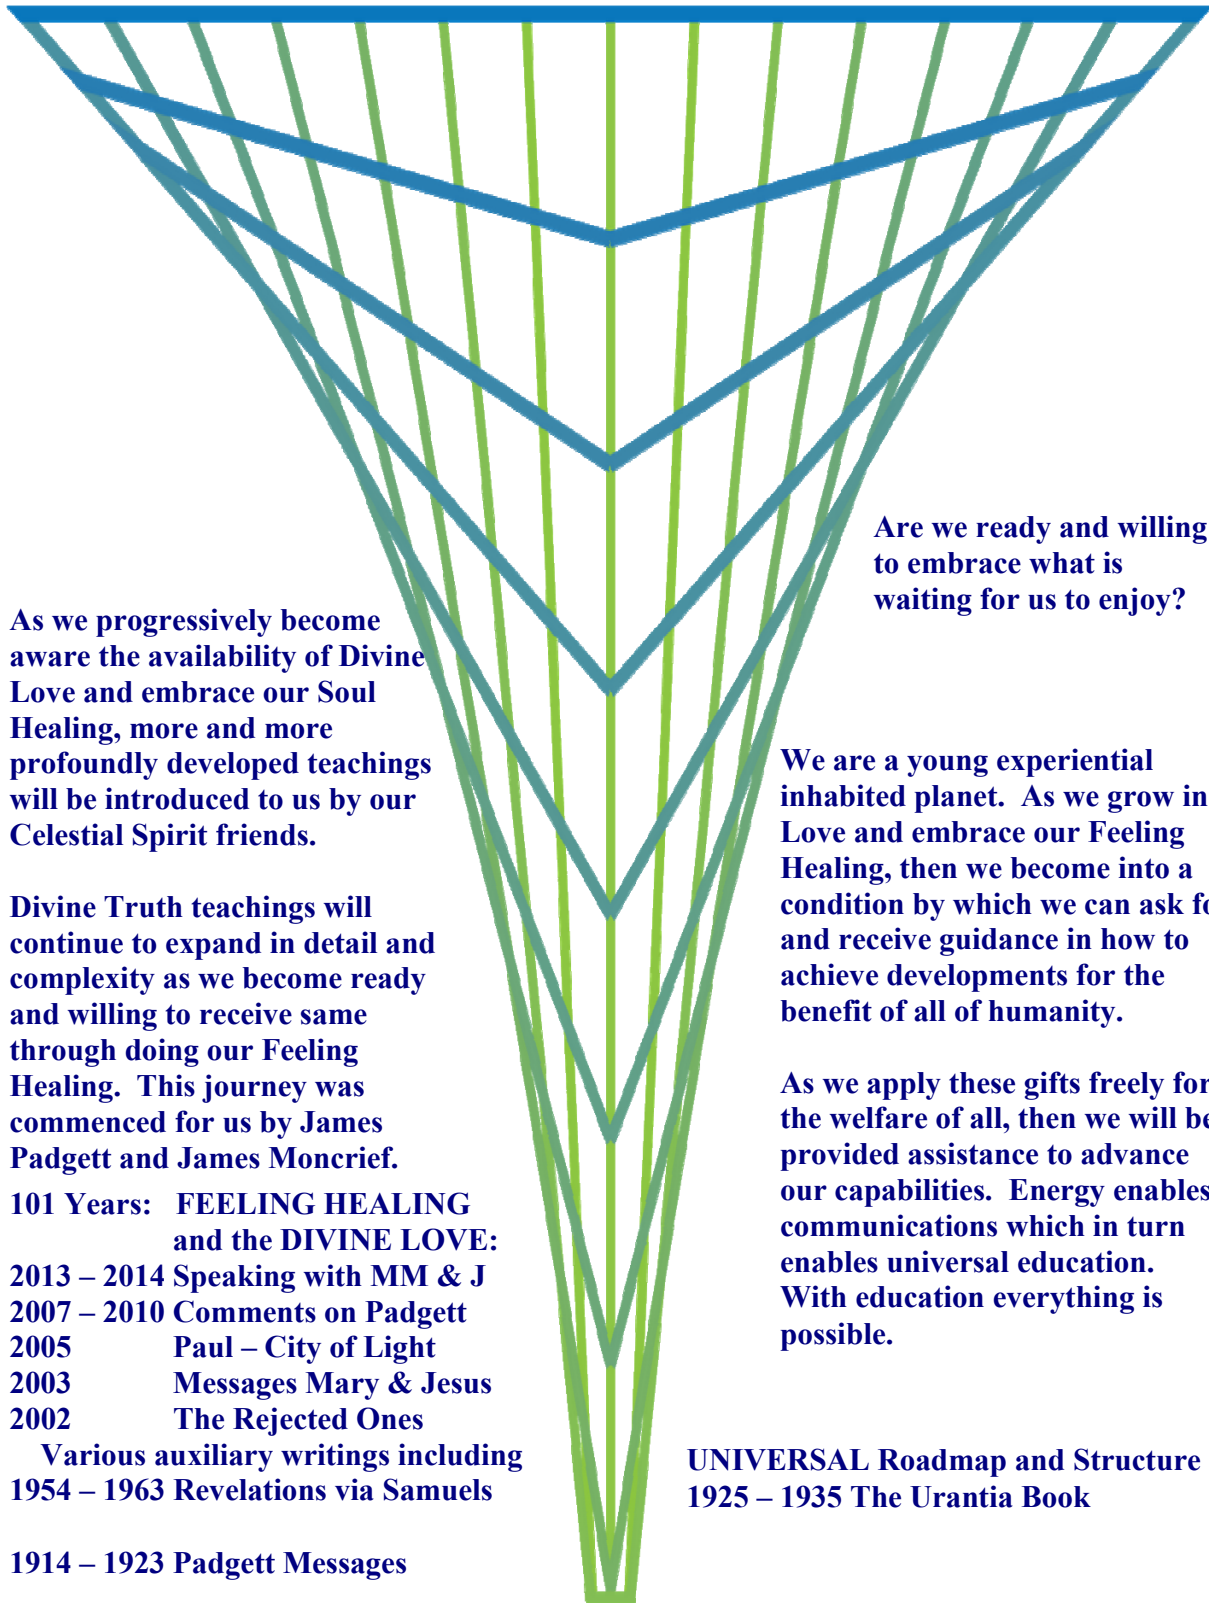 Are we ready and willing
to embrace what is
waiting for us to enjoy?
As we progressively become
aware the availability of Divine
Love and embrace our Soul
Healing, more and more
profoundly developed teachings
will be introduced to us by our
Celestial Spirit friends.
Divine Truth teachings will
continue to expand in detail and
complexity as we become ready
and willing to receive same
through doing our Feeling
Healing.  This journey was
commenced for us by James
Padgett and James Moncrief.
We are a young experiential
inhabited planet.  As we grow in
Love and embrace our Feeling
Healing, then we become into a
condition by which we can ask fo
and receive guidance in how to
achieve developments for the
benefit of all of humanity.
As we apply these gifts freely for
the welfare of all, then we will be
provided assistance to advance
our capabilities.  Energy enables
communications which in turn
enables universal education.
With education everything is
possible.
101 Years:   FEELING HEALING
and the DIVINE LOVE:
2013 – 2014 Speaking with MM & J
2007 – 2010 Comments on Padgett
2005 Paul – City of Light
2003 Messages Mary & Jesus
2002 The Rejected Ones
Various auxiliary writings including
1954 – 1963 Revelations via Samuels
1914 – 1923 Padgett Messages
UNIVERSAL Roadmap and Structure
1925 – 1935 The Urantia Book